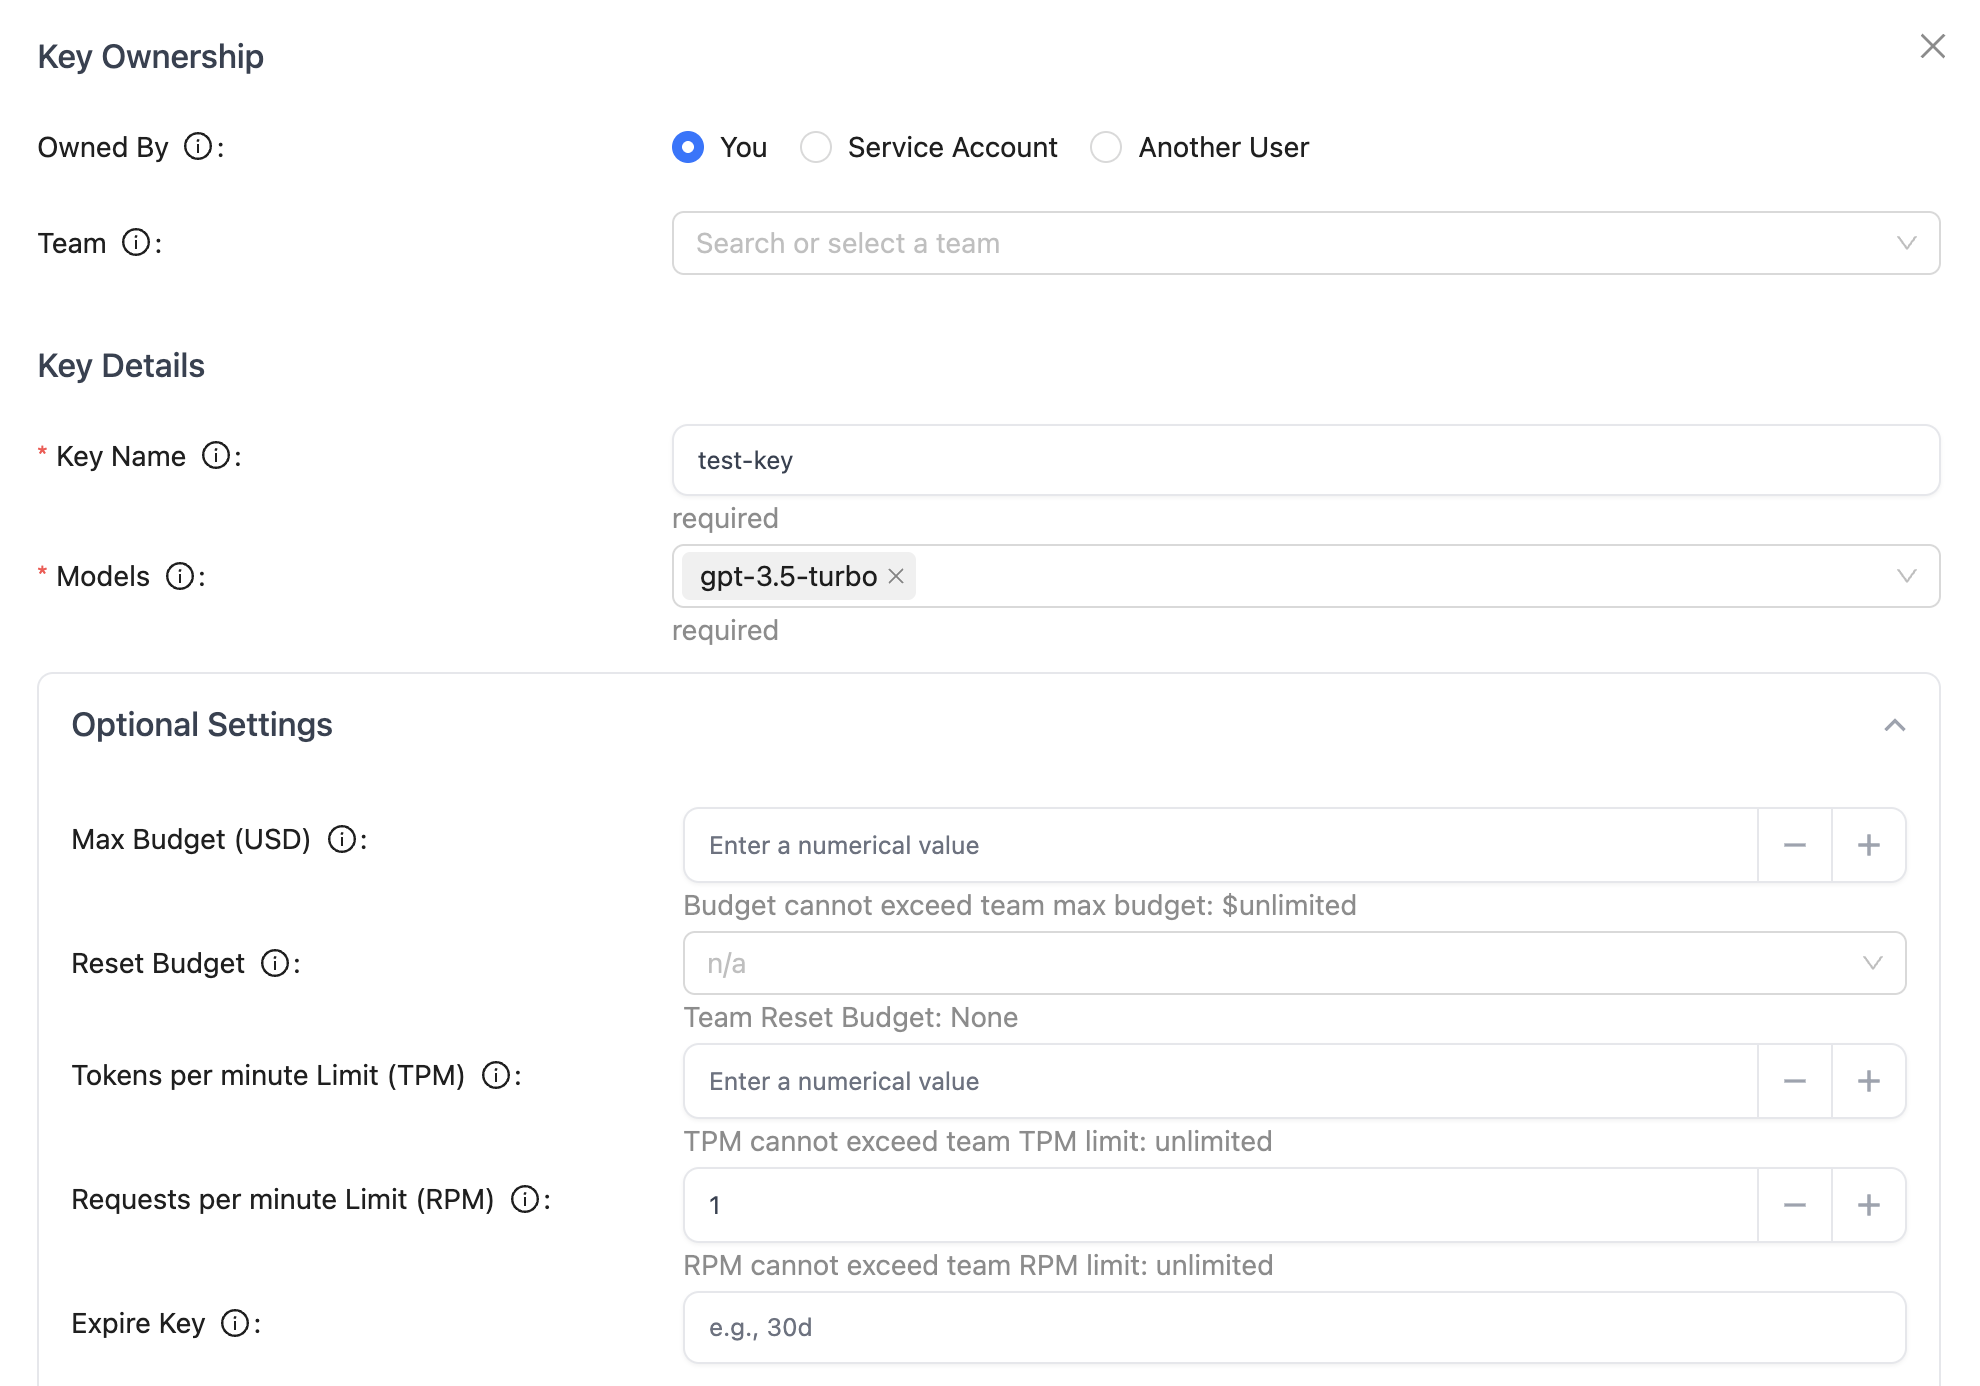 Key Ownership
Owned By : You Service Account Another User
Team : Search or select a team
Key Details
* Key Name : test-key
required
* Models : gpt-3.5-turbo
required
Optional Settings
Max Budget (USD) : Enter a numerical value
Budget cannot exceed team max budget: $unlimited
Reset Budget : n/a
Team Reset Budget: None
Tokens per minute Limit (TPM) : Enter a numerical value
TPM cannot exceed team TPM limit: unlimited
Requests per minute Limit (RPM) : 1
RPM cannot exceed team RPM limit: unlimited
Expire Key : e.g., 30d